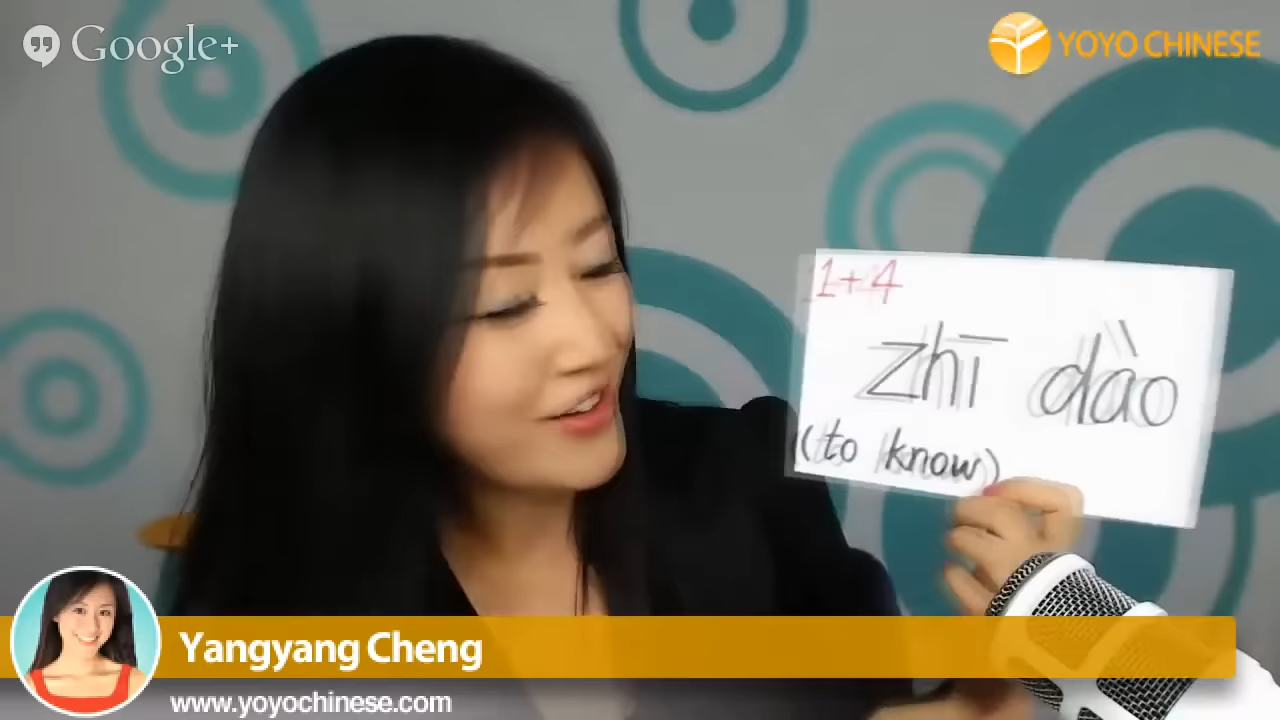 Google+
YOYO CHINESE
1+4
zhī dào
(to know)
Yangyang Cheng
www.yoyochinese.com